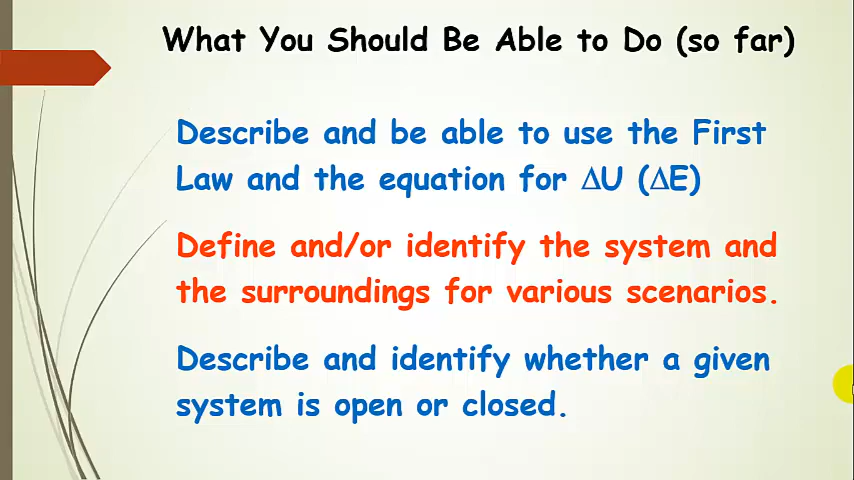 What You Should Be Able to Do (so far)
Describe and be able to use the First
Law and the equation for ΔU (ΔE)
Define and/or identify the system and
the surroundings for various scenarios.
Describe and identify whether a given
system is open or closed.